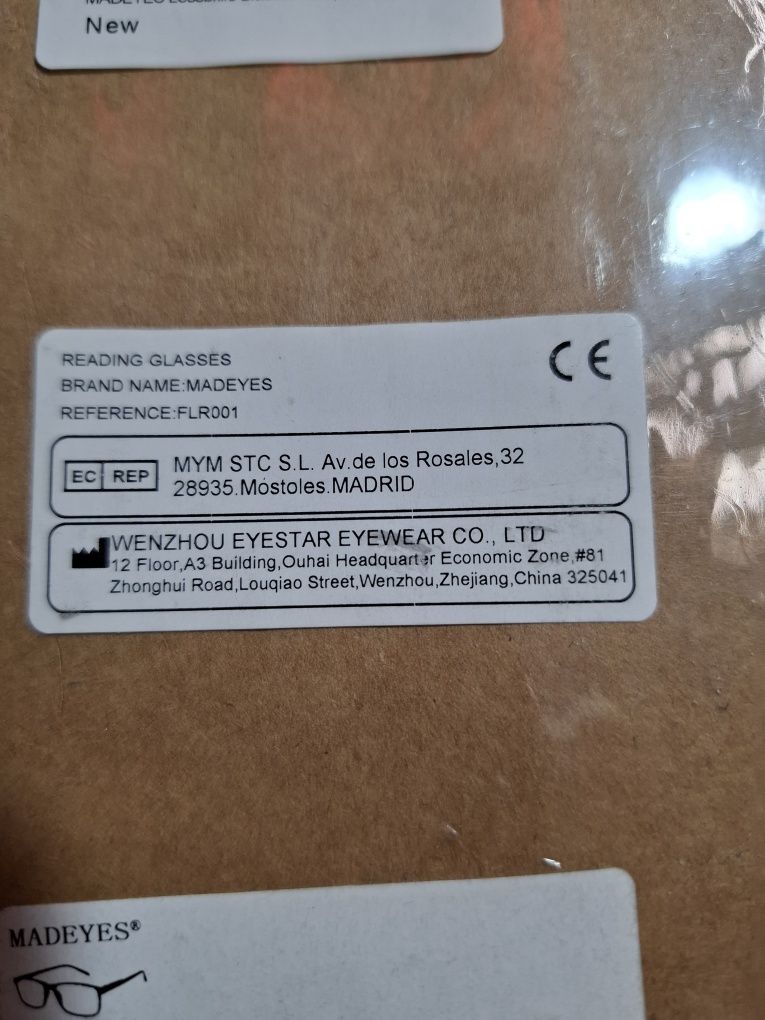 New
READING GLASSES
BRAND NAME:MADEYES
REFERENCE:FLR001
CE
EC REP
MYM STC S.L. Av.de los Rosales,32
28935.Móstoles.MADRID
WENZHOU EYESTAR EYEWEAR CO., LTD
12 Floor,A3 Building,Ouhai Headquarter Economic Zone,#81
Zhonghui Road,Louqiao Street,Wenzhou,Zhejiang,China 325041
MADEYES®